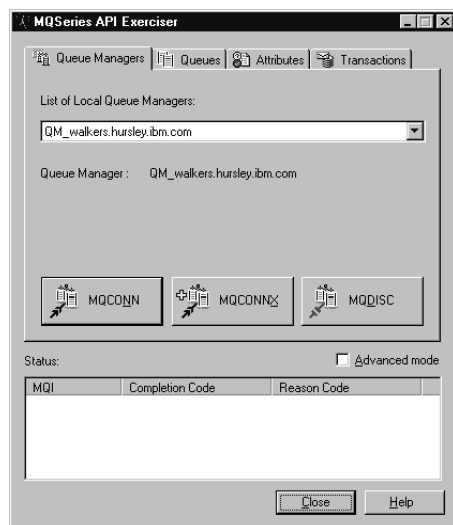 MQSeries API Exerciser
Queue Managers Queues Attributes Transactions
List of Local Queue Managers:
QM_walkers.hursley.ibm.com
Queue Manager : QM_walkers.hursley.ibm.com
MQCONN MQCONNX MQDISC
Status: Advanced mode
MQI Completion Code Reason Code
Close Help